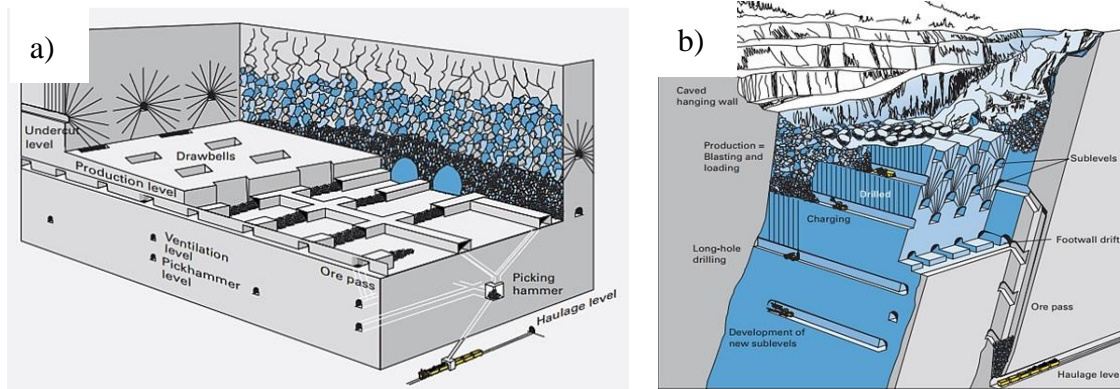 a)
Undercut
level
Drawbells
Production level
Ventilation
level
Pickhammer
level
Ore pass
Picking
hammer
Haulage level
b)
Caved
hanging wall
Production =
Blasting and
loading
Sublevels
Drilled
Charging
Long-hole
drilling
Footwall drift
Ore pass
Development of
new sublevels
Haulage level